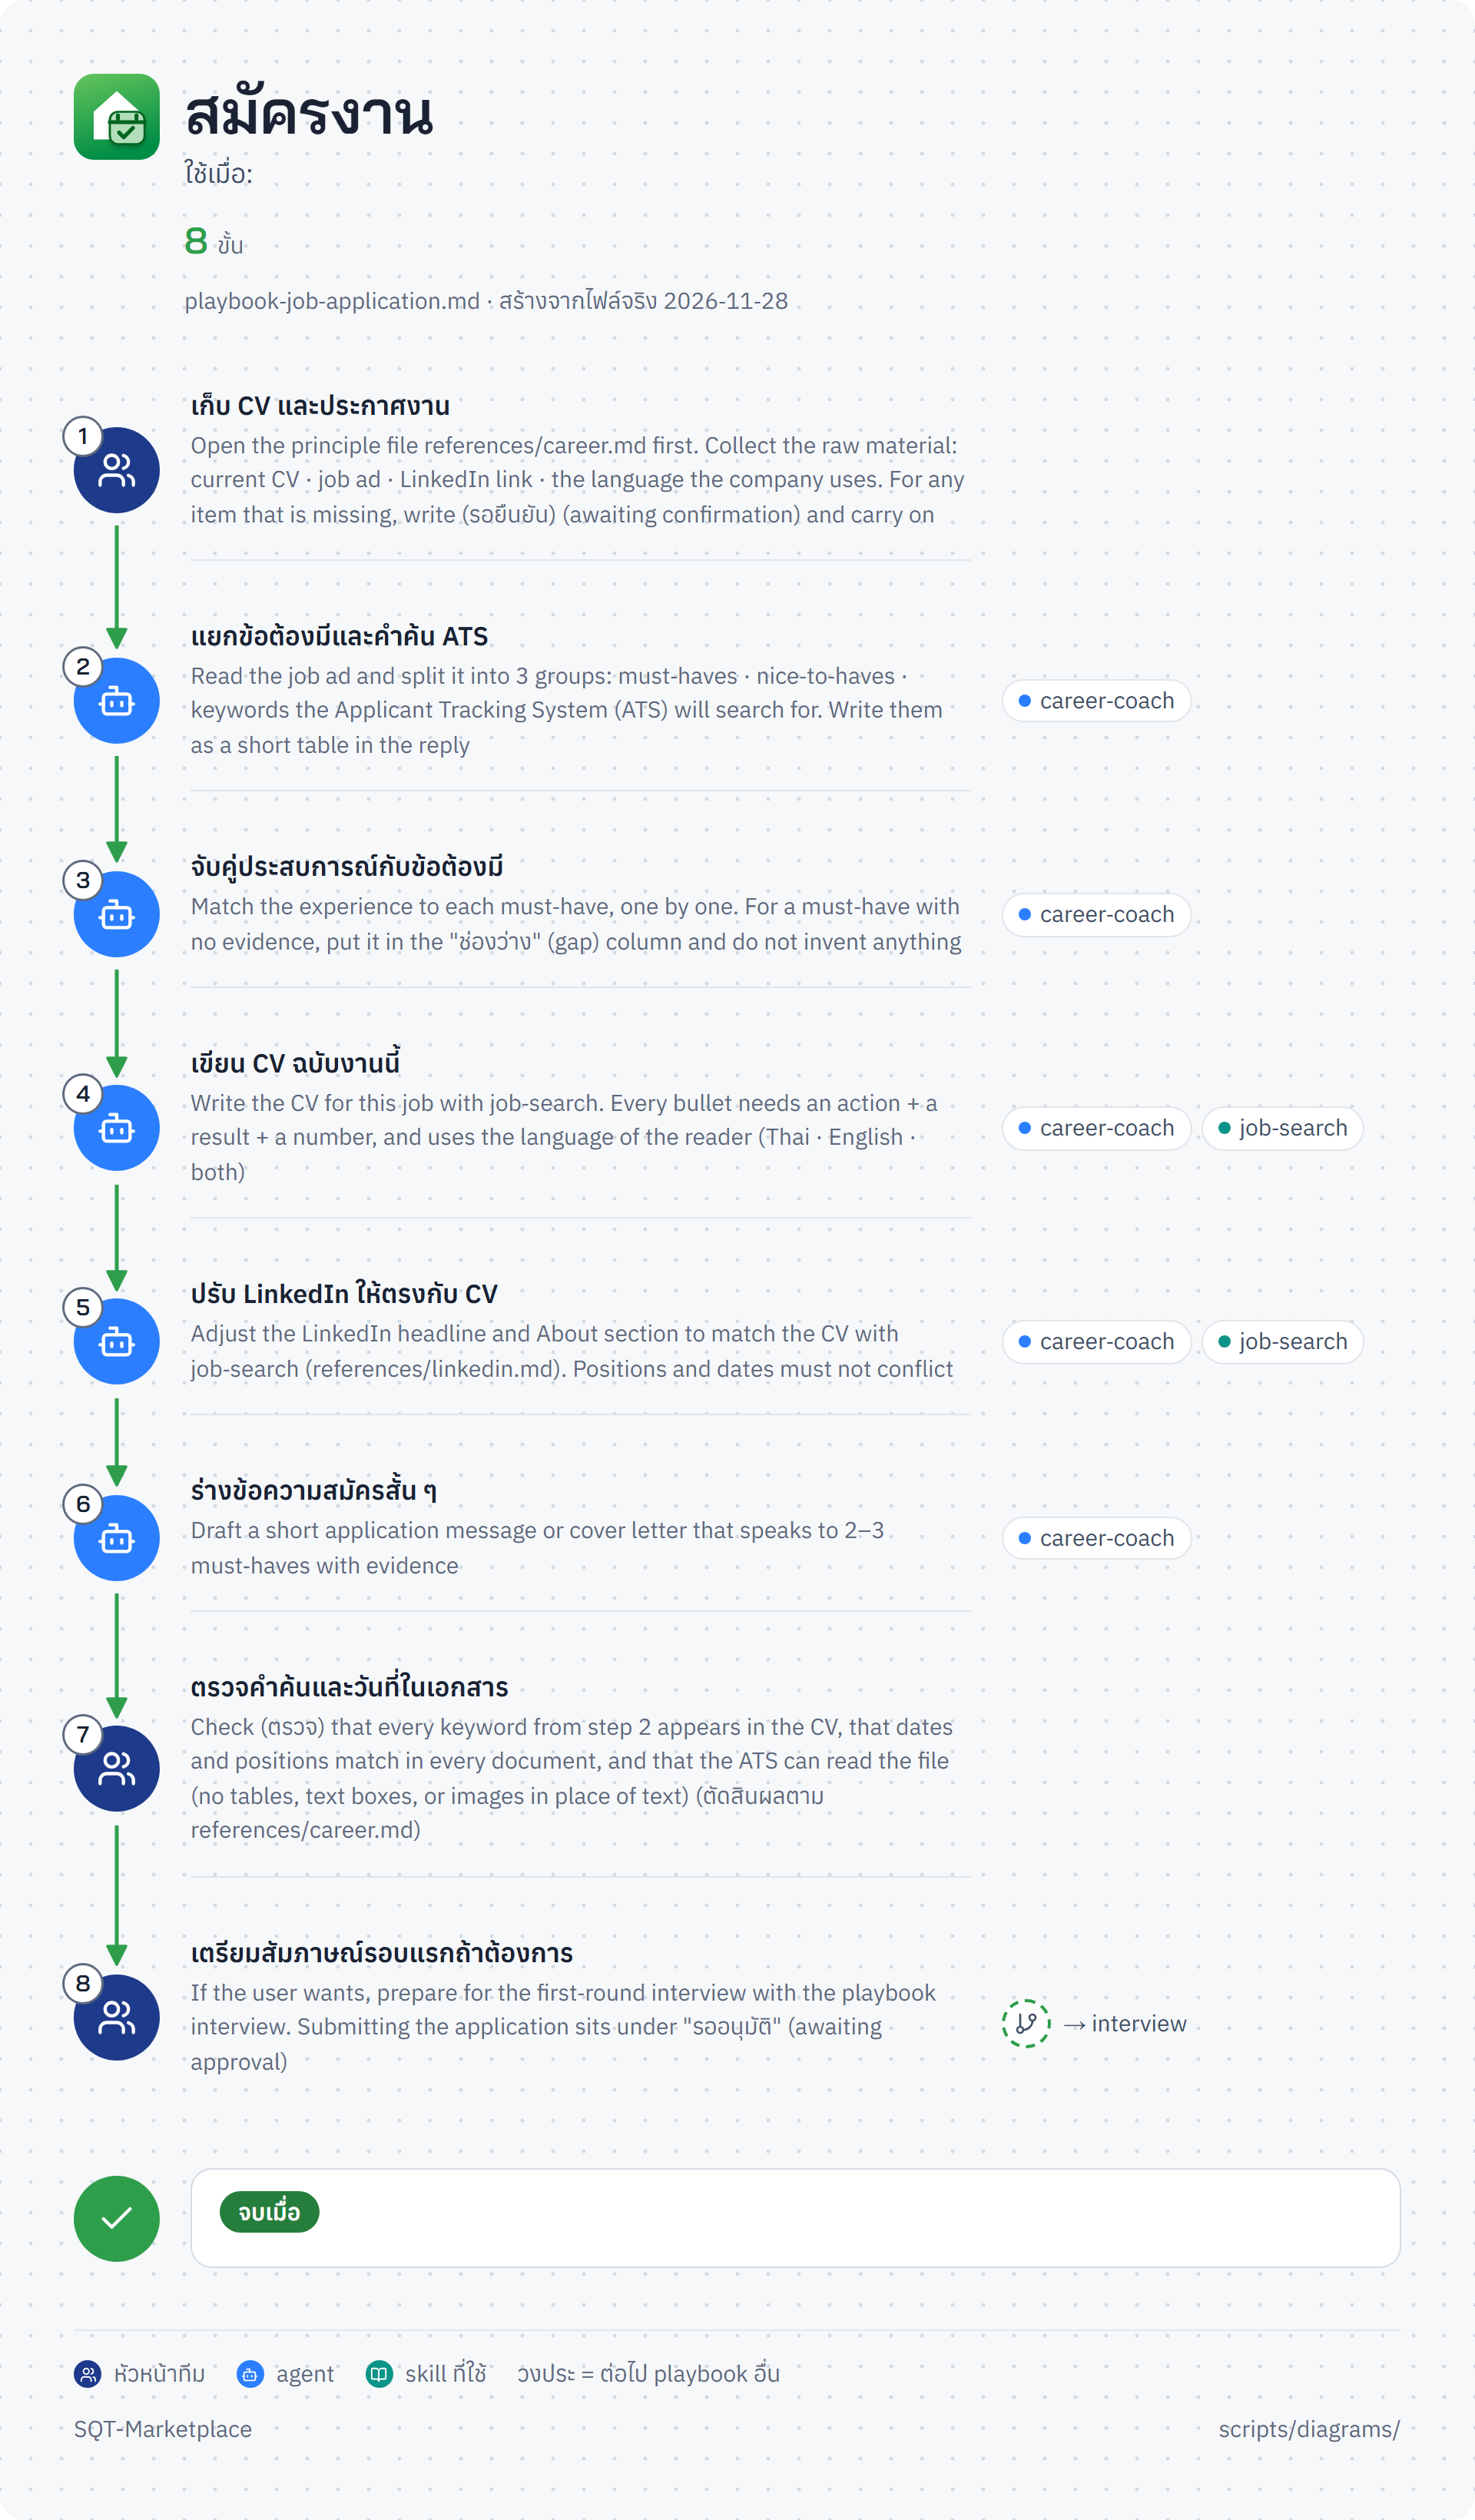 สมัครงาน
ใช้เมื่อ:
8 ขั้น
playbook-job-application.md · สร้างจากไฟล์จริง 2026-11-28
เก็บ CV และประกาศงาน
1
Open the principle file references/career.md first. Collect the raw material:
current CV · job ad · LinkedIn link · the language the company uses. For any
item that is missing, write (รอยืนยัน) (awaiting confirmation) and carry on
แยกข้อต้องมีและคำค้น ATS
2
Read the job ad and split it into 3 groups: must-haves · nice-to-haves ·
keywords the Applicant Tracking System (ATS) will search for. Write them
as a short table in the reply
career-coach
จับคู่ประสบการณ์กับข้อต้องมี
3
Match the experience to each must-have, one by one. For a must-have with
no evidence, put it in the "ช่องว่าง" (gap) column and do not invent anything
career-coach
เขียน CV ฉบับงานนี้
4
Write the CV for this job with job-search. Every bullet needs an action + a
result + a number, and uses the language of the reader (Thai · English ·
both)
career-coach
job-search
ปรับ LinkedIn ให้ตรงกับ CV
5
Adjust the LinkedIn headline and About section to match the CV with
job-search (references/linkedin.md). Positions and dates must not conflict
career-coach
job-search
ร่างข้อความสมัครสั้น ๆ
6
Draft a short application message or cover letter that speaks to 2–3
must-haves with evidence
career-coach
ตรวจคำค้นและวันที่ในเอกสาร
7
Check (ตรวจ) that every keyword from step 2 appears in the CV, that dates
and positions match in every document, and that the ATS can read the file
(no tables, text boxes, or images in place of text) (ตัดสินผลตาม
references/career.md)
เตรียมสัมภาษณ์รอบแรกถ้าต้องการ
8
If the user wants, prepare for the first-round interview with the playbook
interview. Submitting the application sits under "รออนุมัติ" (awaiting
approval)
→ interview
จบเมื่อ
หัวหน้าทีม
agent
skill ที่ใช้
วงประ = ต่อไป playbook อื่น
SQT-Marketplace
scripts/diagrams/